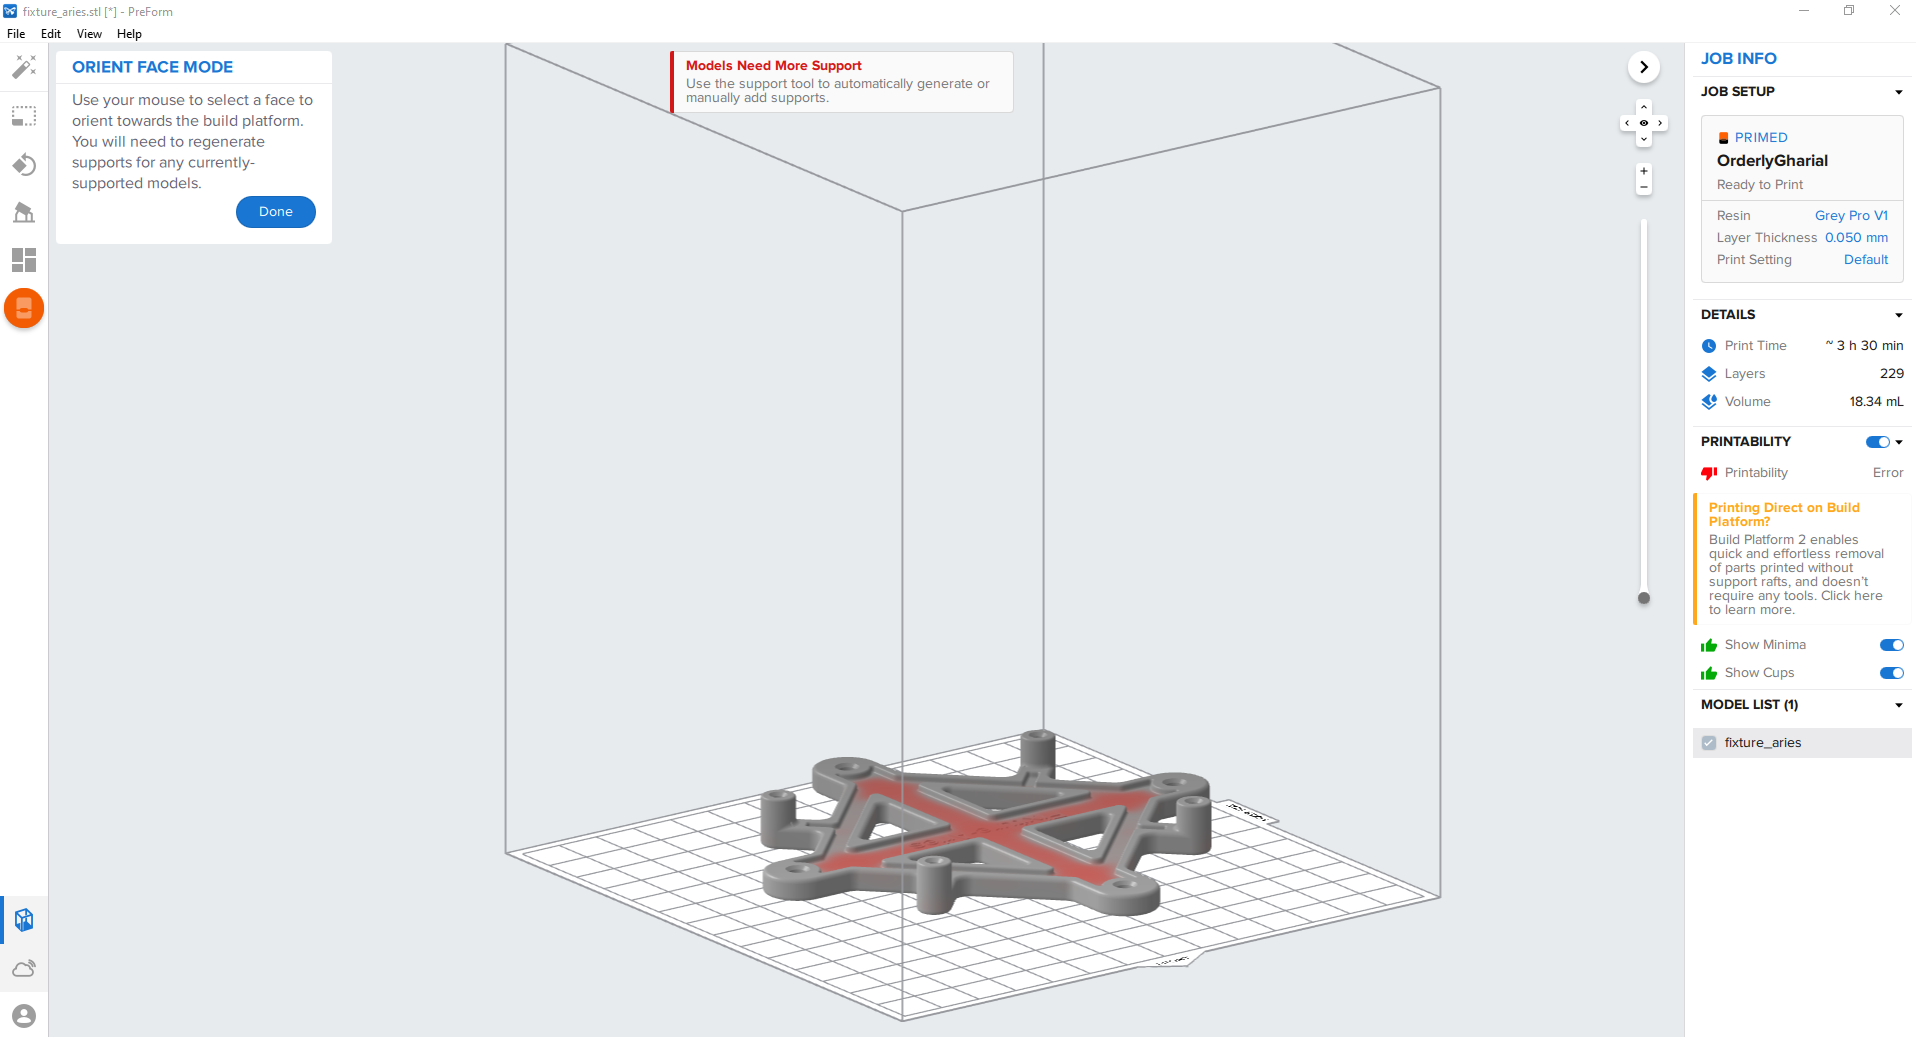 fixture_aries.stl [*] - PreForm
File Edit View Help
ORIENT FACE MODE
Use your mouse to select a face to
orient towards the build platform.
You will need to regenerate
supports for any currently-
supported models.
Done
Models Need More Support
Use the support tool to automatically generate or
manually add supports.
JOB INFO
JOB SETUP
PRIMED
OrderlyGharial
Ready to Print
Resin Grey Pro V1
Layer Thickness 0.050 mm
Print Setting Default
DETAILS
Print Time ~ 3 h 30 min
Layers 229
Volume 18.34 mL
PRINTABILITY
Printability Error
Printing Direct on Build
Platform?
Build Platform 2 enables
quick and effortless removal
of parts printed without
support rafts, and doesn't
require any tools. Click here
to learn more.
Show Minima
Show Cups
MODEL LIST (1)
fixture_aries